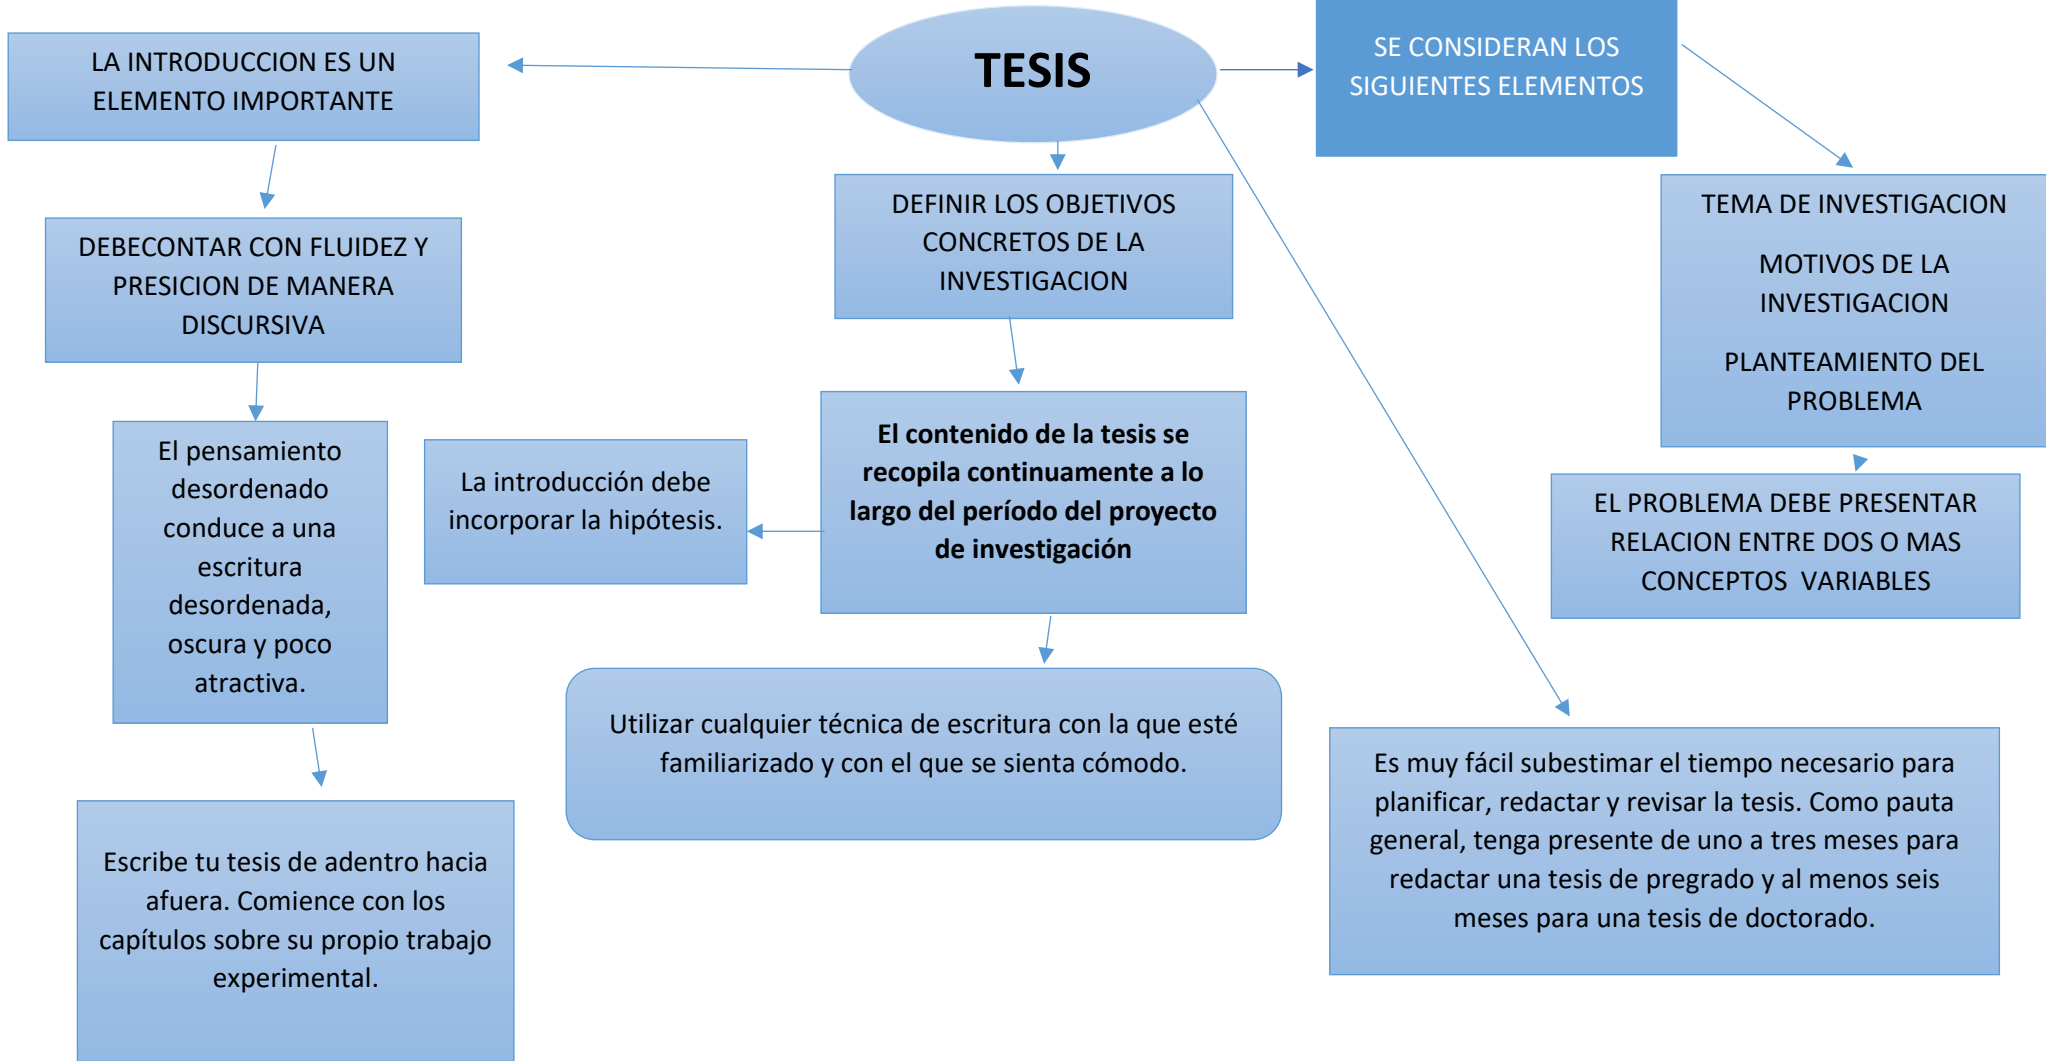 TESIS
LA INTRODUCCION ES UN
ELEMENTO IMPORTANTE
DEBECONTAR CON FLUIDEZ Y
PRESICION DE MANERA
DISCURSIVA
El pensamiento
desordenado
conduce a una
escritura
desordenada,
oscura y poco
atractiva.
Escribe tu tesis de adentro hacia
afuera. Comience con los
capítulos sobre su propio trabajo
experimental.
DEFINIR LOS OBJETIVOS
CONCRETOS DE LA
INVESTIGACION
El contenido de la tesis se
recopila continuamente a lo
largo del período del proyecto
de investigación
La introducción debe
incorporar la hipótesis.
Utilizar cualquier técnica de escritura con la que esté
familiarizado y con el que se sienta cómodo.
SE CONSIDERAN LOS
SIGUIENTES ELEMENTOS
TEMA DE INVESTIGACION
MOTIVOS DE LA
INVESTIGACION
PLANTEAMIENTO DEL
PROBLEMA
EL PROBLEMA DEBE PRESENTAR
RELACION ENTRE DOS O MAS
CONCEPTOS  VARIABLES
Es muy fácil subestimar el tiempo necesario para
planificar, redactar y revisar la tesis. Como pauta
general, tenga presente de uno a tres meses para
redactar una tesis de pregrado y al menos seis
meses para una tesis de doctorado.